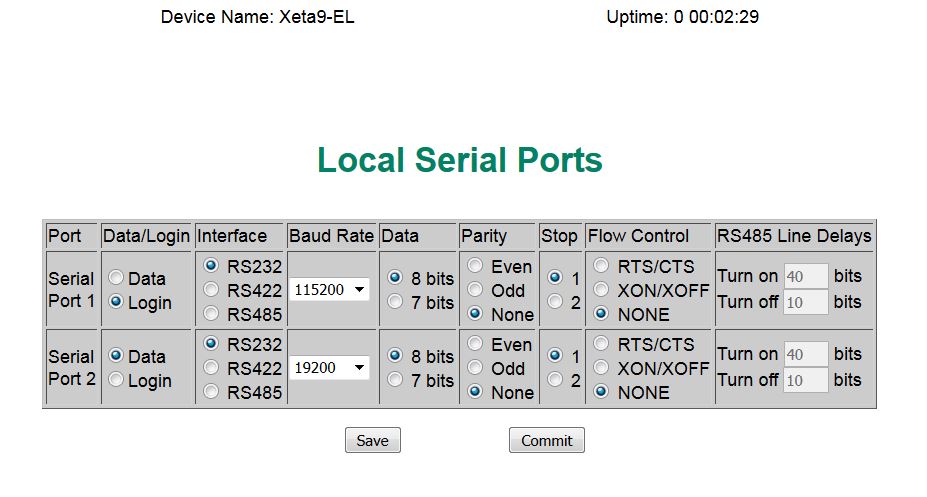 Device Name: Xeta9-EL Uptime: 0 00:02:29
Local Serial Ports
Port Data/Login Interface Baud Rate Data Parity Stop Flow Control RS485 Line Delays
Serial Port 1 Data Login RS232 RS422 RS485 115200 8 bits 7 bits Even Odd None 1 2 RTS/CTS XON/XOFF NONE Turn on 40 bits Turn off 10 bits
Serial Port 2 Data Login RS232 RS422 RS485 19200 8 bits 7 bits Even Odd None 1 2 RTS/CTS XON/XOFF NONE Turn on 40 bits Turn off 10 bits
Save Commit